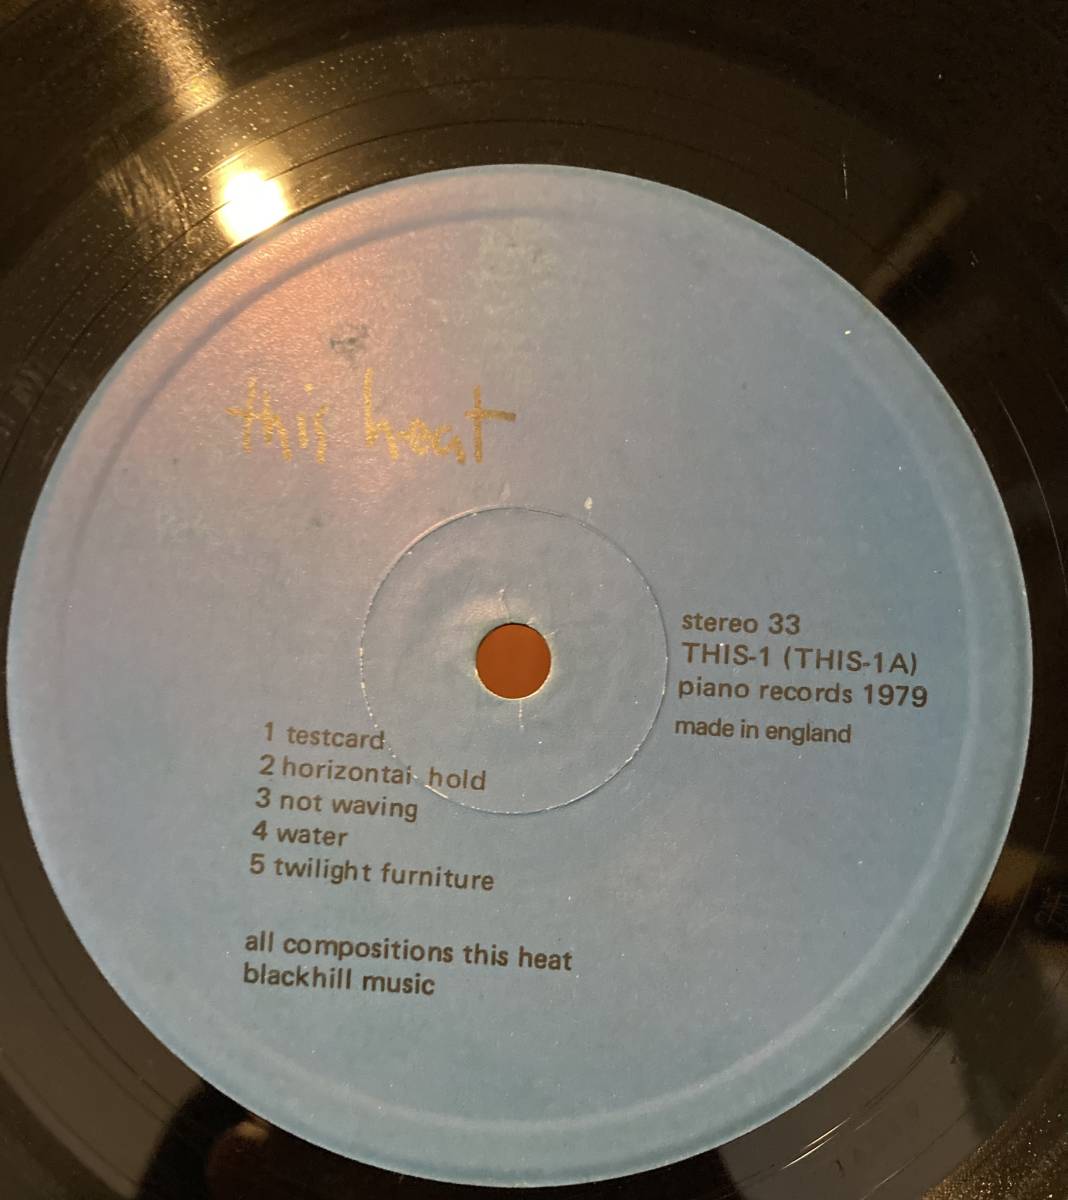 this heat
stereo 33
THIS-1 (THIS-1A)
piano records 1979
made in england
1 testcard
2 horizontal hold
3 not waving
4 water
5 twilight furniture
all compositions this heat
blackhill music